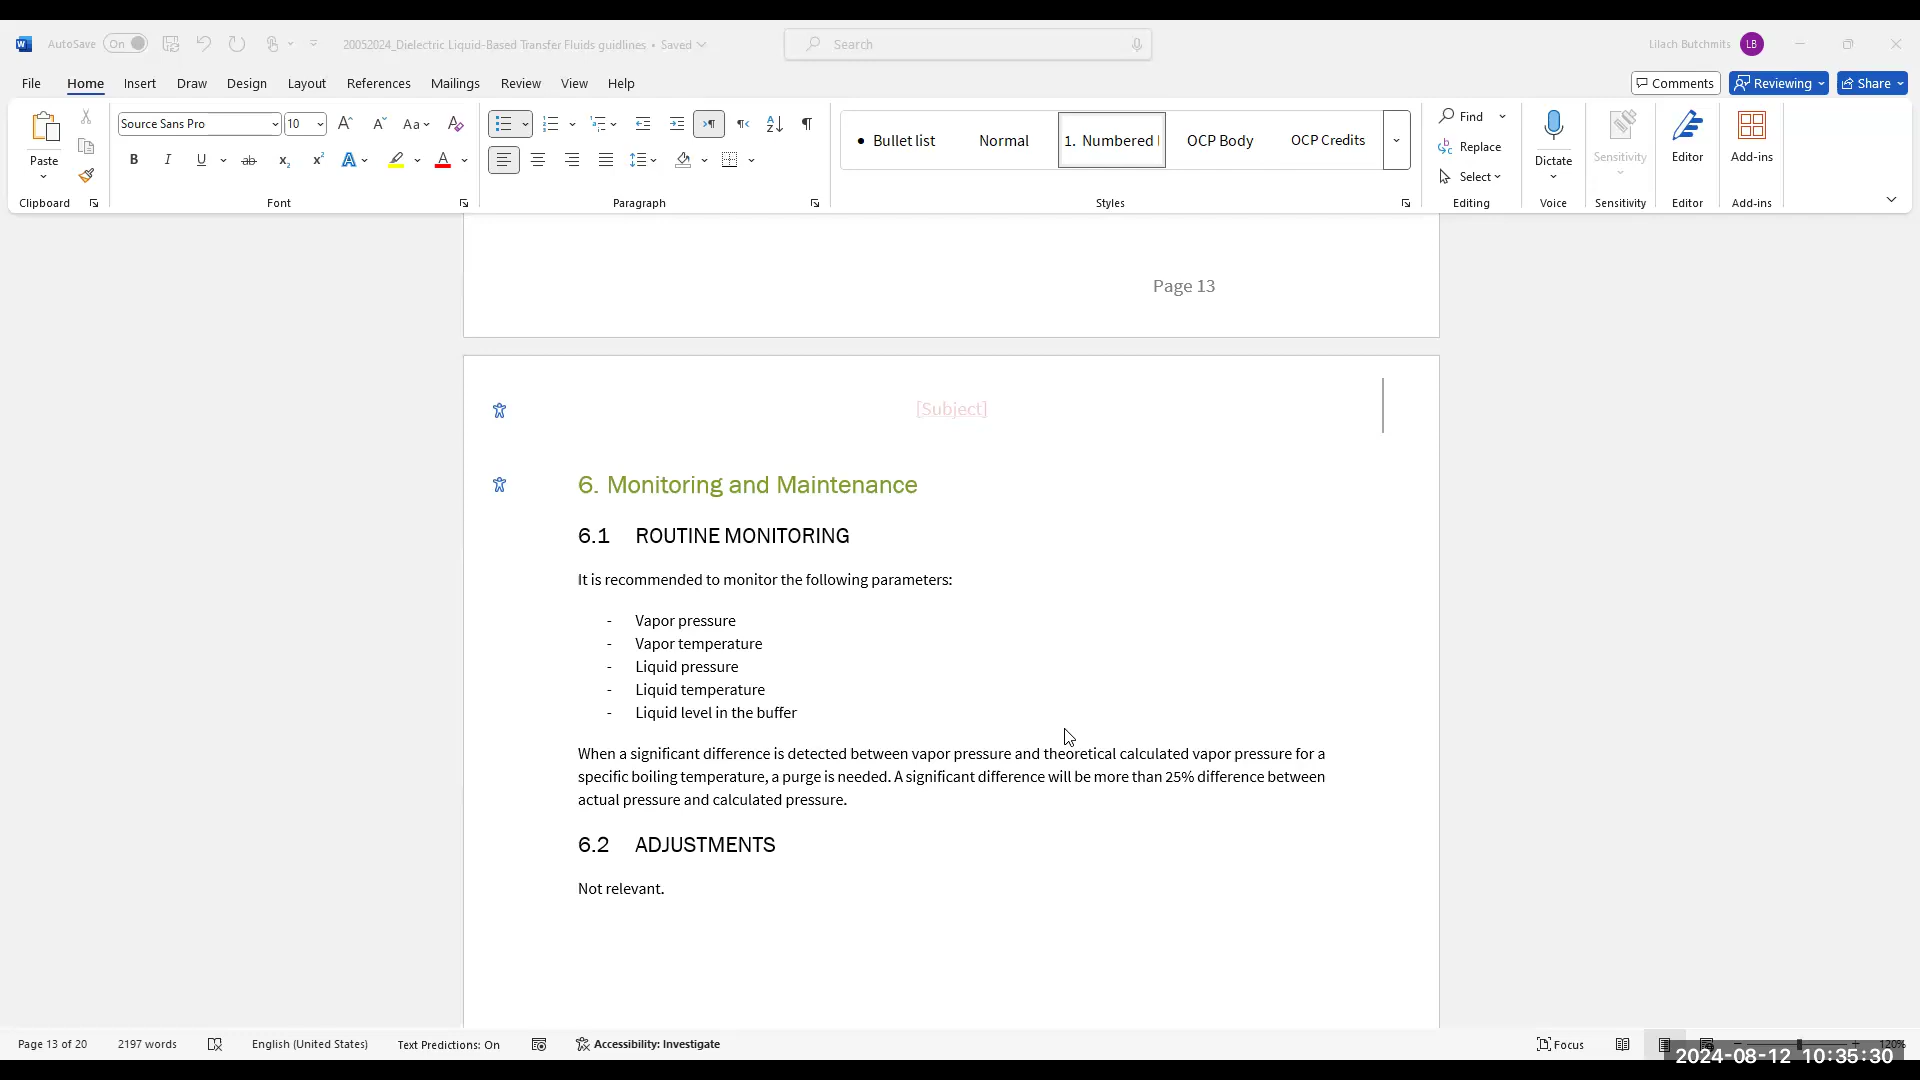 AutoSave On 20052024_Dielectric Liquid-Based Transfer Fluids guidlines • Saved Search Lilach Butchmits LB
File Home Insert Draw Design Layout References Mailings Review View Help Comments Reviewing Share
Source Sans Pro 10 Aa
Paste
B I U ab x₂ x² A A
• Bullet list Normal 1. Numbered OCP Body OCP Credits
Find
Replace
Select
Dictate Sensitivity Editor Add-ins
Clipboard Font Paragraph Styles Editing Voice Sensitivity Editor Add-ins
Page 13
[Subject]
6. Monitoring and Maintenance
6.1 ROUTINE MONITORING
It is recommended to monitor the following parameters:
- Vapor pressure
- Vapor temperature
- Liquid pressure
- Liquid temperature
- Liquid level in the buffer
When a significant difference is detected between vapor pressure and theoretical calculated vapor pressure for a
specific boiling temperature, a purge is needed. A significant difference will be more than 25% difference between
actual pressure and calculated pressure.
6.2 ADJUSTMENTS
Not relevant.
Page 13 of 20 2197 words English (United States) Text Predictions: On Accessibility: Investigate Focus 120%
2024-08-12 10:35:30